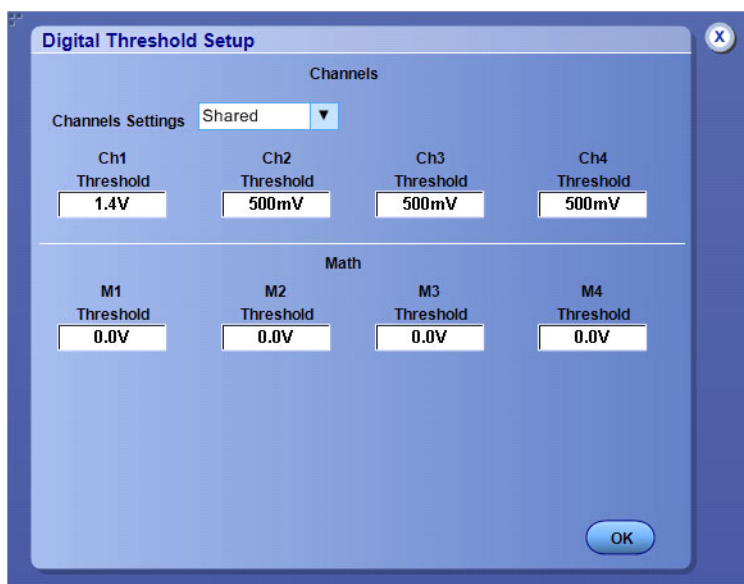 Digital Threshold Setup
X
Channels
Channels Settings Shared ▼
Ch1 Ch2 Ch3 Ch4
Threshold Threshold Threshold Threshold
1.4V 500mV 500mV 500mV
Math
M1 M2 M3 M4
Threshold Threshold Threshold Threshold
0.0V 0.0V 0.0V 0.0V
OK